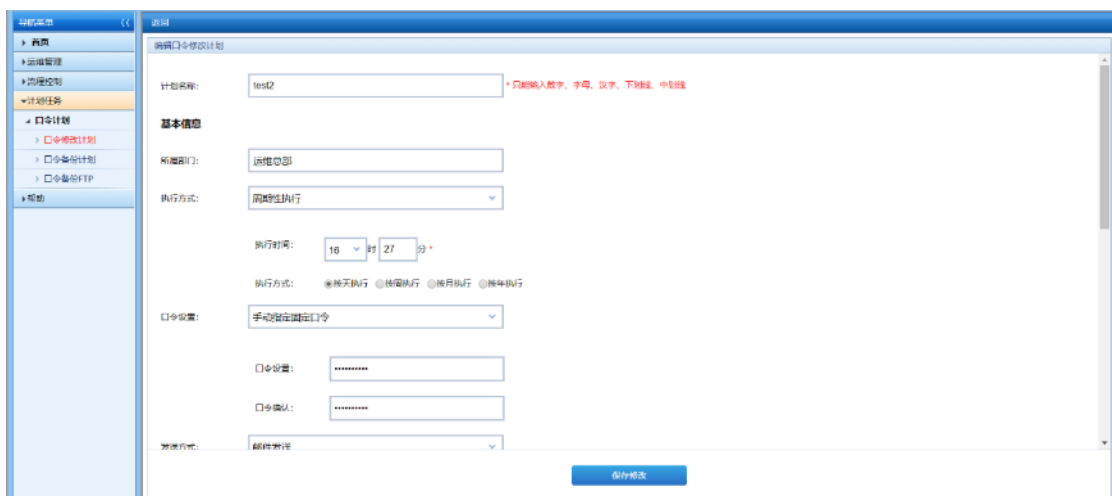 导航菜单
返回
首页
运维管理
流程控制
计划任务
口令计划
口令修改计划
口令备份计划
口令备份FTP
帮助
编辑口令修改计划
计划名称: test2 * 只能输入数字、字母、汉字、下划线、中划线
基本信息
所属部门: 运维总部
执行方式: 周期性执行
执行时间: 16 时 27 分 *
执行方式: 按天执行 按周执行 按月执行 按年执行
口令设置: 手动指定固定口令
口令设置: ••••••••••
口令确认: ••••••••••
发送方式: 邮件发送
保存修改